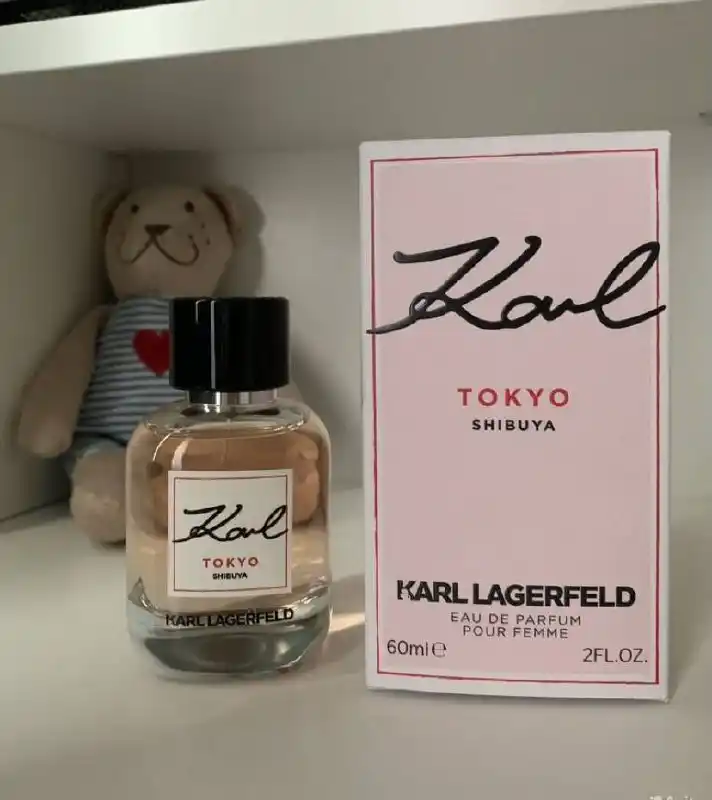 Karl
TOKYO
SHIBUYA
KARL LAGERFELD
EAU DE PARFUM
POUR FEMME
60ml e
2FL.OZ.
Karl
TOKYO
SHIBUYA
KARL LAGERFELD